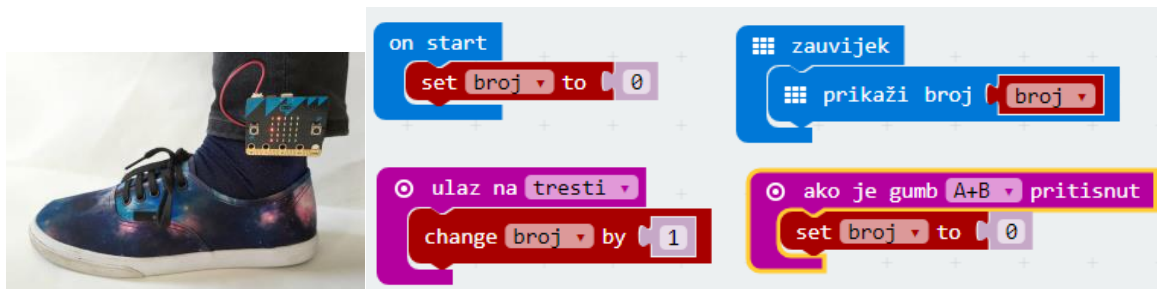 on start
set broj to 0
zauvijek
prikaži broj broj
ulaz na tresti
change broj by 1
ako je gumb A+B pritisnut
set broj to 0